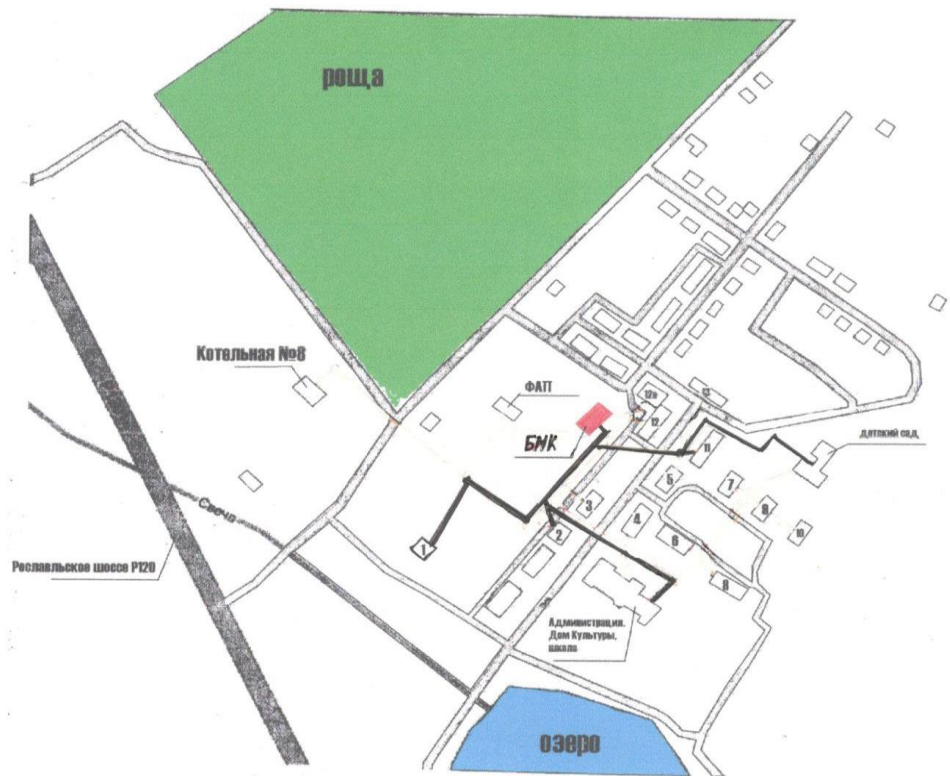 роща
Котельная №8
ФАП
БМК
12а
12
11
детский сад
5
7
9
10
3
4
6
2
1
8
Свеча
Рославльское шоссе Р120
Администрация.
Дом Культуры,
школа
озеро